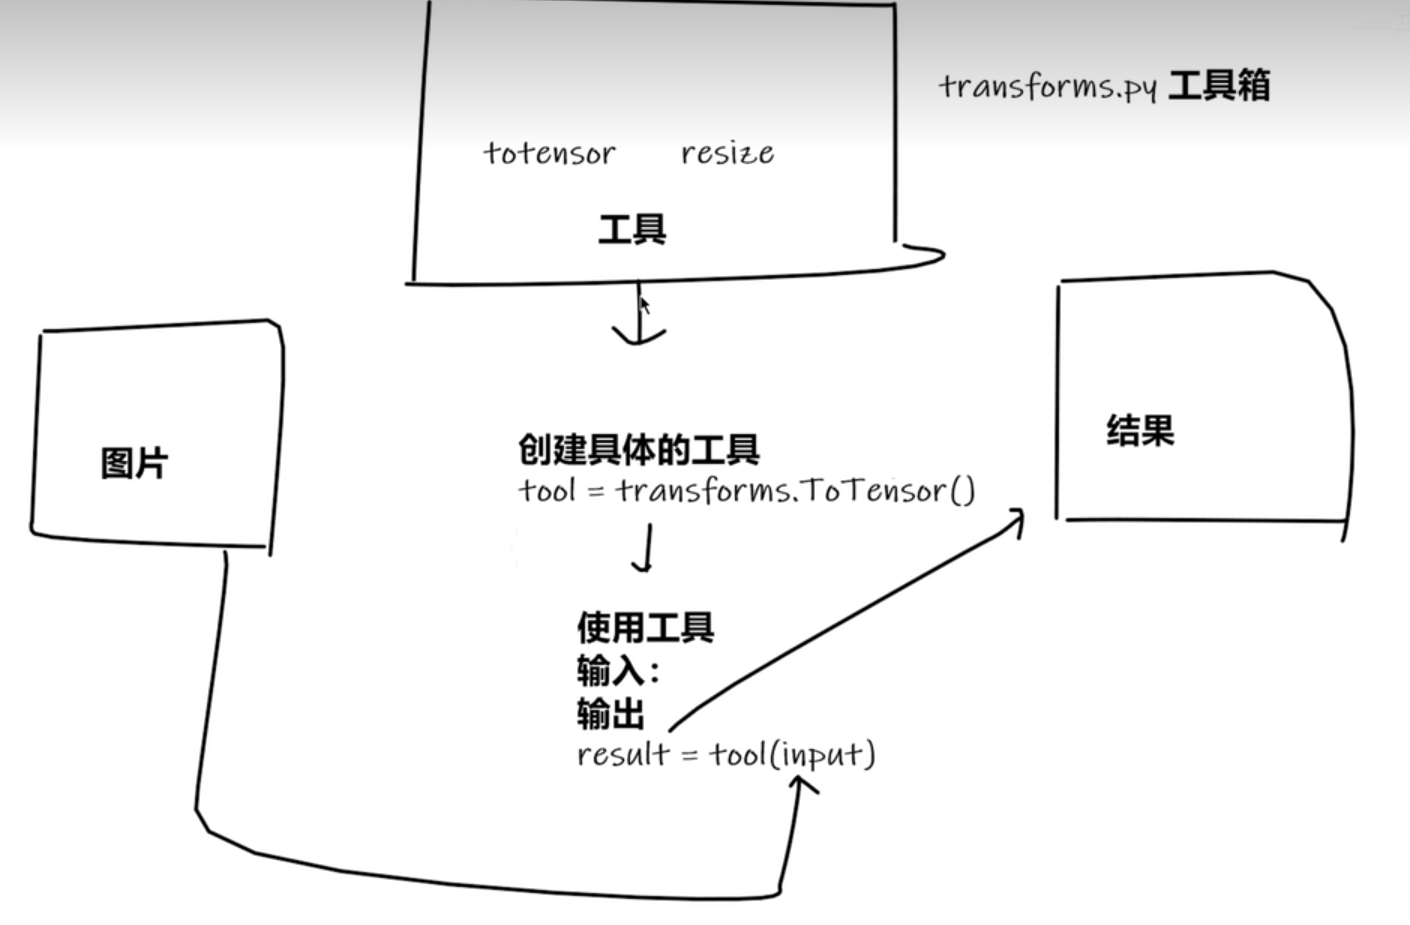 transforms.py 工具箱
totensor resize
工具
图片
创建具体的工具
tool = transforms.ToTensor()
使用工具
输入：
输出
result = tool(input)
结果